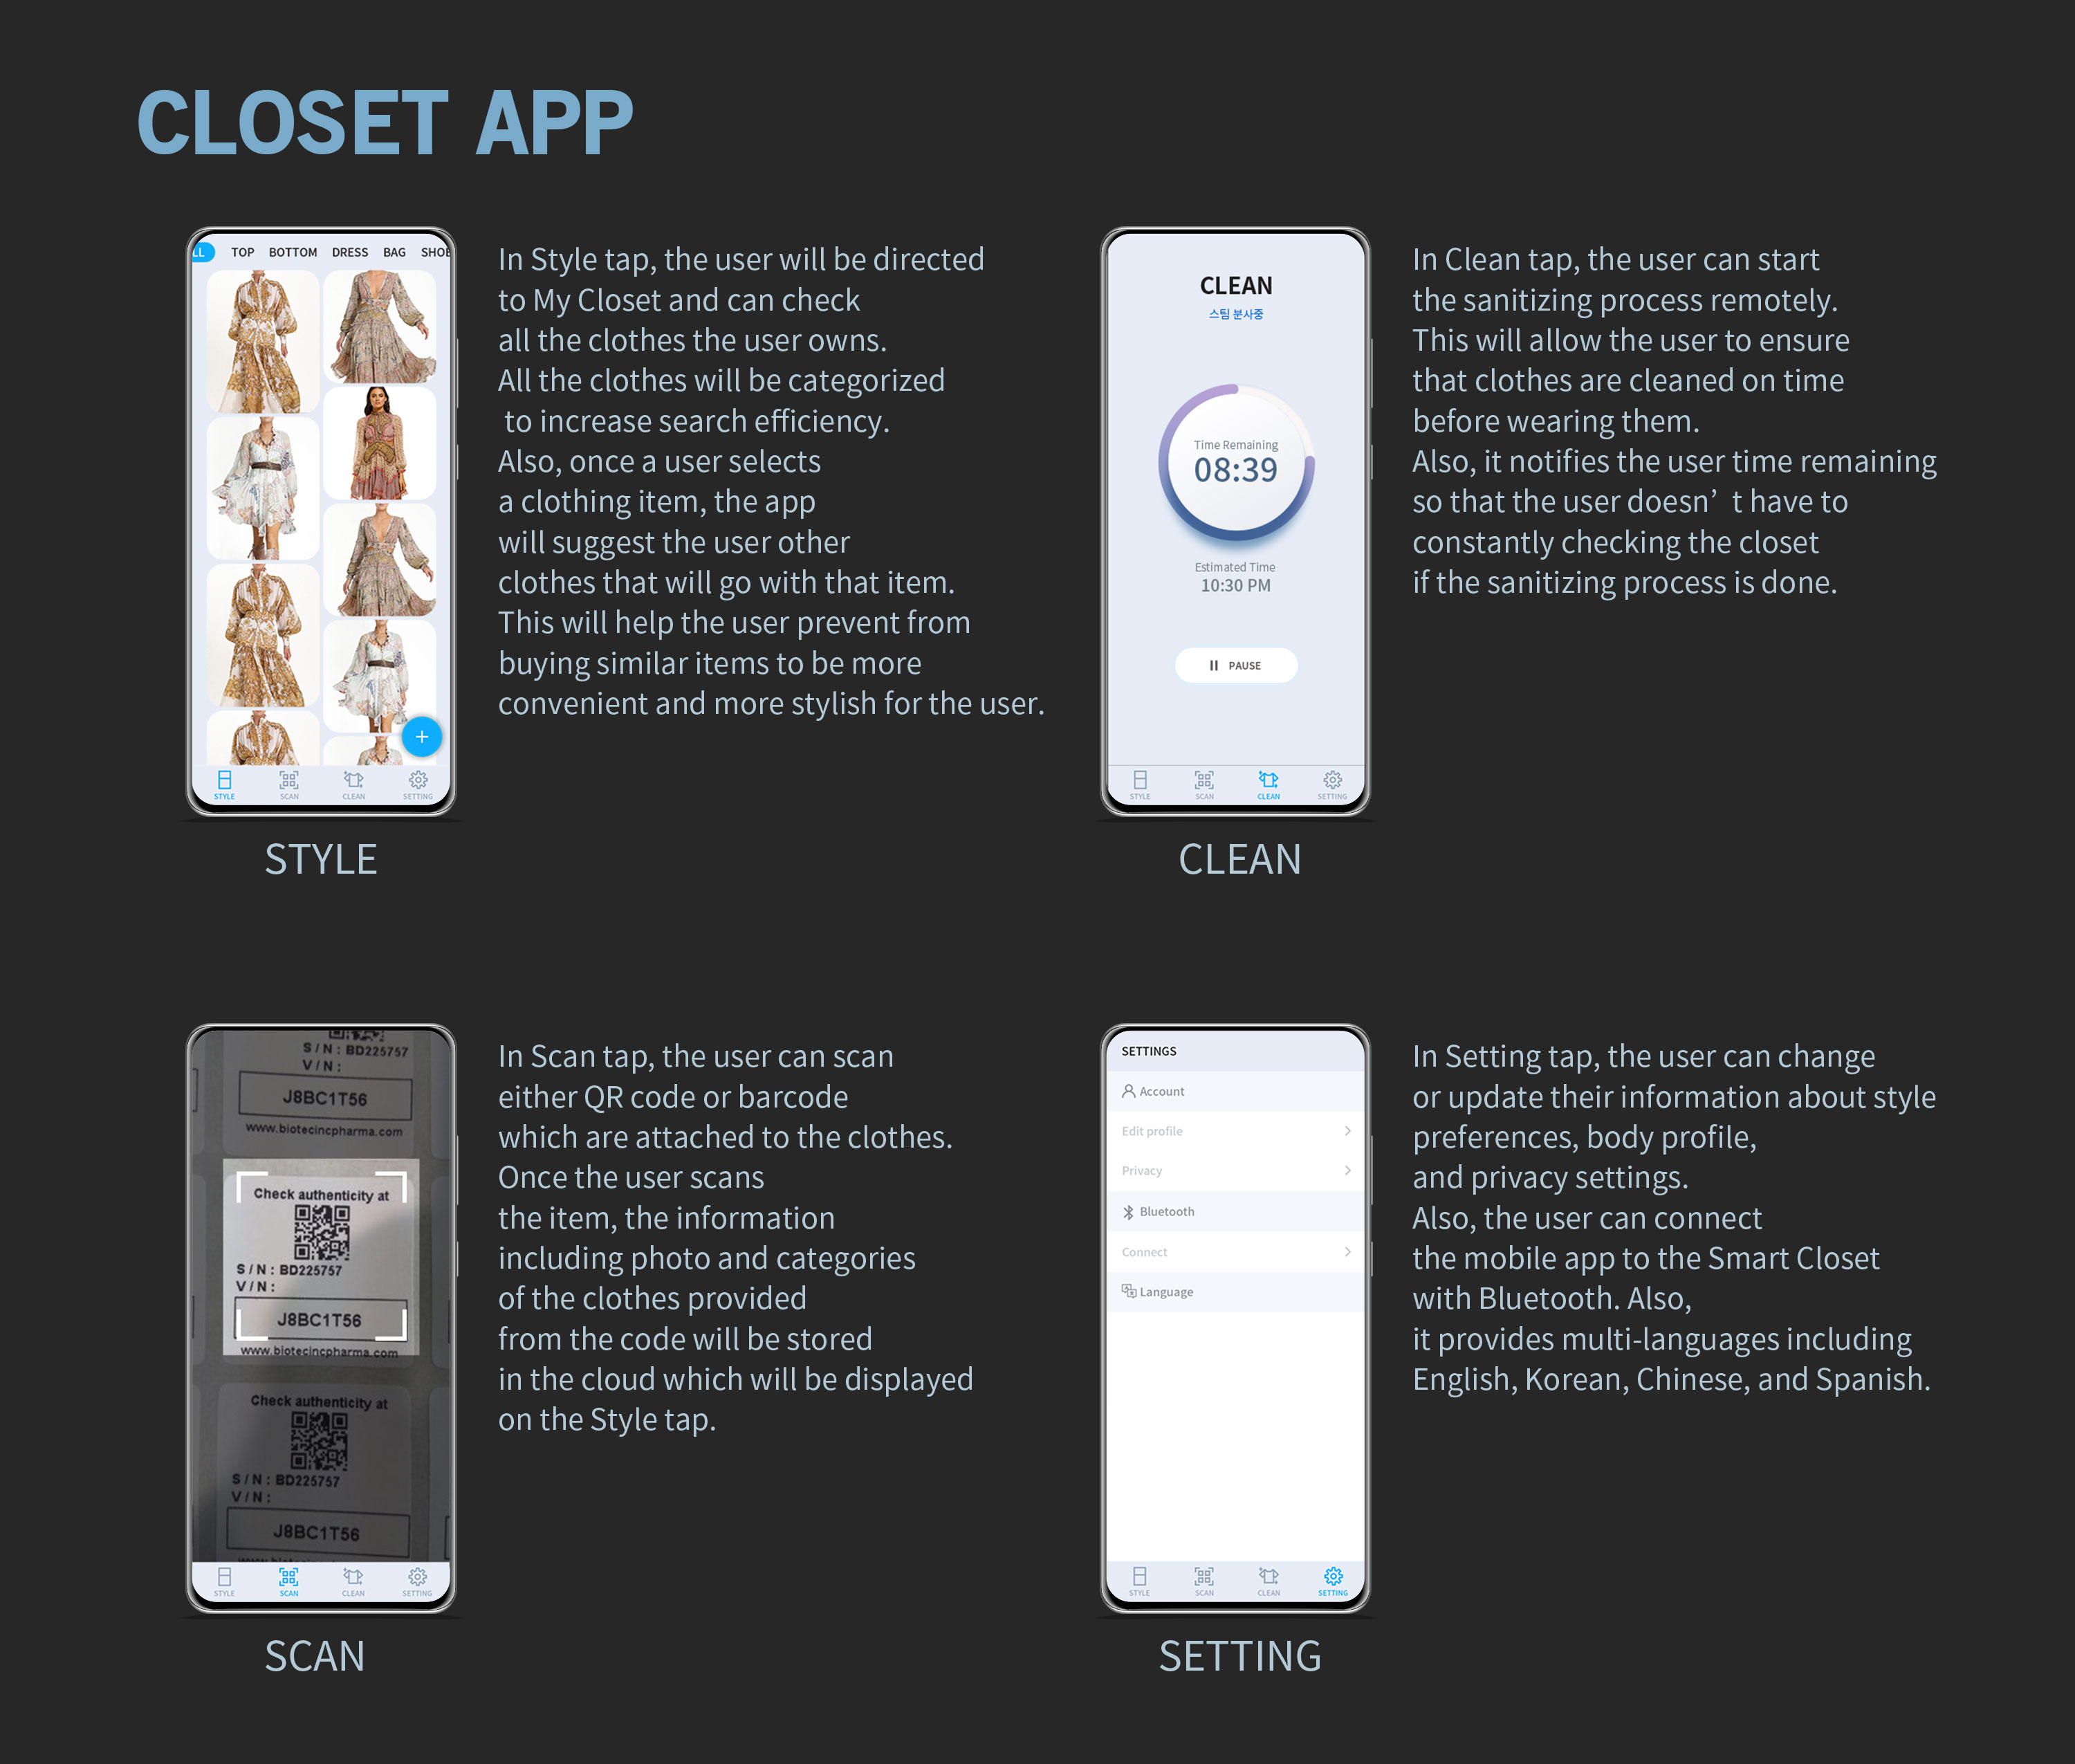 CLOSET APP
LL TOP BOTTOM DRESS BAG SHOE
STYLE SCAN CLEAN SETTING
STYLE
In Style tap, the user will be directed
to My Closet and can check
all the clothes the user owns.
All the clothes will be categorized
to increase search efficiency.
Also, once a user selects
a clothing item, the app
will suggest the user other
clothes that will go with that item.
This will help the user prevent from
buying similar items to be more
convenient and more stylish for the user.
CLEAN
스팀 분사중
Time Remaining
08:39
Estimated Time
10:30 PM
PAUSE
STYLE SCAN CLEAN SETTING
CLEAN
In Clean tap, the user can start
the sanitizing process remotely.
This will allow the user to ensure
that clothes are cleaned on time
before wearing them.
Also, it notifies the user time remaining
so that the user doesn’t have to
constantly checking the closet
if the sanitizing process is done.
S/N: BD225757
V/N:
J8BC1T56
www.biotecincpharma.com
Check authenticity at
S/N: BD225757
V/N:
J8BC1T56
www.biotecincpharma.com
Check authenticity at
S/N: BD225757
V/N:
J8BC1T56
STYLE SCAN CLEAN SETTING
SCAN
In Scan tap, the user can scan
either QR code or barcode
which are attached to the clothes.
Once the user scans
the item, the information
including photo and categories
of the clothes provided
from the code will be stored
in the cloud which will be displayed
on the Style tap.
SETTINGS
Account
Edit profile
Privacy
Bluetooth
Connect
Language
STYLE SCAN CLEAN SETTING
SETTING
In Setting tap, the user can change
or update their information about style
preferences, body profile,
and privacy settings.
Also, the user can connect
the mobile app to the Smart Closet
with Bluetooth. Also,
it provides multi-languages including
English, Korean, Chinese, and Spanish.